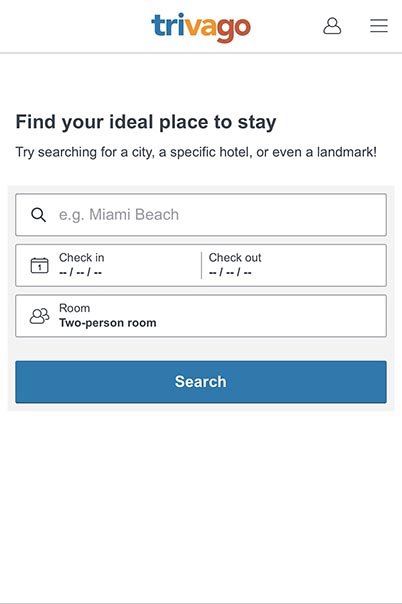 trivago
Find your ideal place to stay
Try searching for a city, a specific hotel, or even a landmark!
e.g. Miami Beach
1
Check in
-- / -- / --
Check out
-- / -- / --
Room
Two-person room
Search